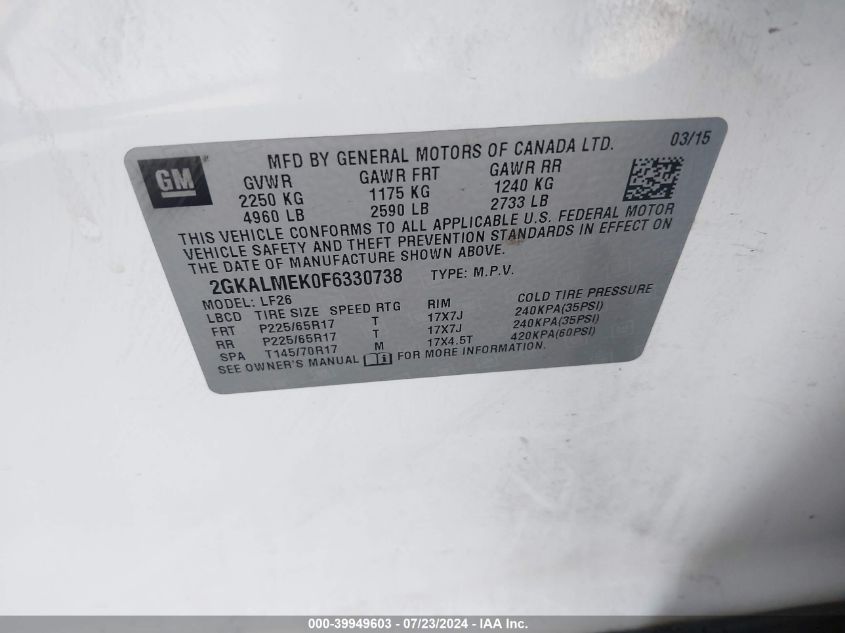 GM
MFD BY GENERAL MOTORS OF CANADA LTD. 03/15
GVWR GAWR FRT GAWR RR
2250 KG 1175 KG 1240 KG
4960 LB 2590 LB 2733 LB
THIS VEHICLE CONFORMS TO ALL APPLICABLE U.S. FEDERAL MOTOR
VEHICLE SAFETY AND THEFT PREVENTION STANDARDS IN EFFECT ON
THE DATE OF MANUFACTURE SHOWN ABOVE.
2GKALMEK0F6330738 TYPE: M.P.V.
MODEL: LF26
LBCD TIRE SIZE SPEED RTG RIM COLD TIRE PRESSURE
FRT P225/65R17 T 17X7J 240KPA(35PSI)
RR P225/65R17 T 17X7J 240KPA(35PSI)
SPA T145/70R17 M 17X4.5T 420KPA(60PSI)
SEE OWNER'S MANUAL FOR MORE INFORMATION.
000-39949603 - 07/23/2024 - IAA Inc.